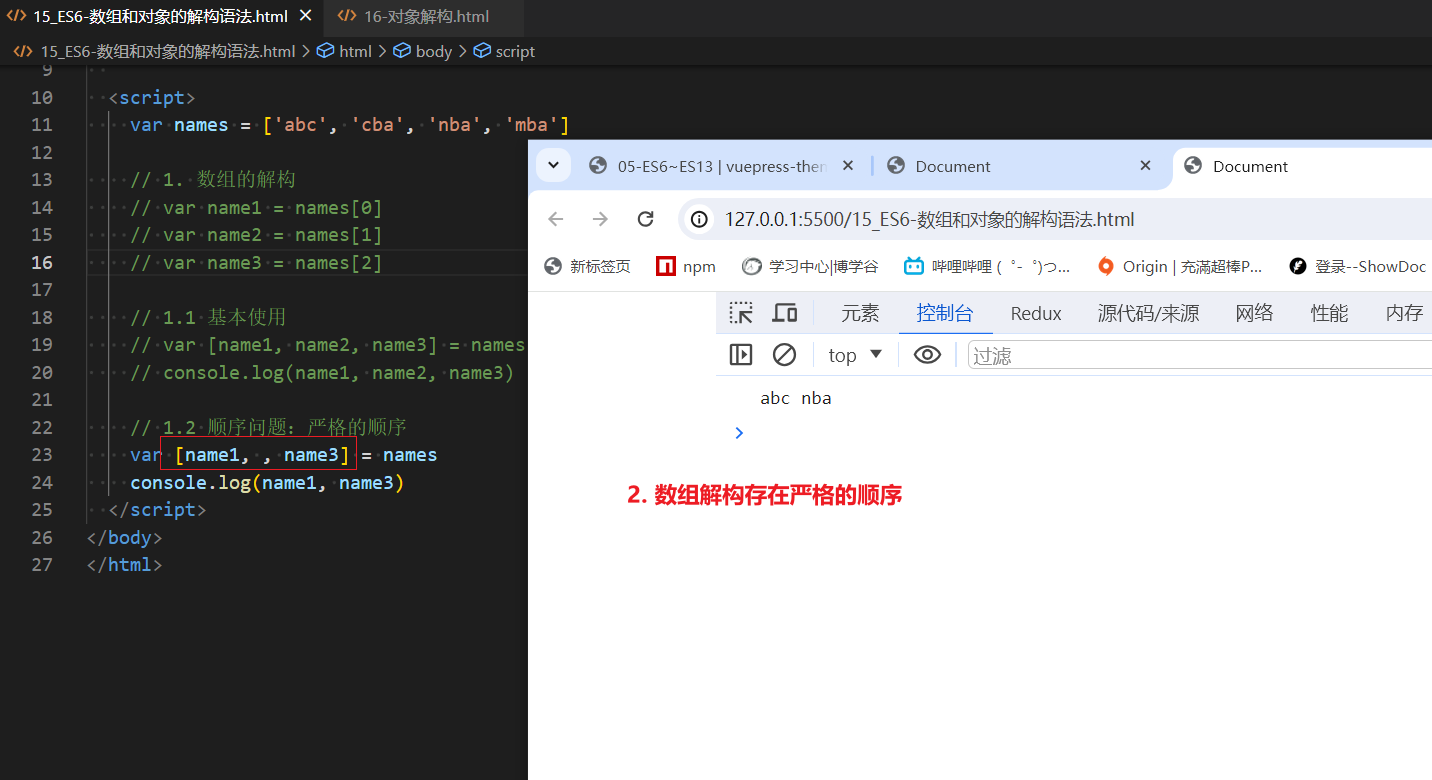 15_ES6-数组和对象的解构语法.html
16-对象解构.html
15_ES6-数组和对象的解构语法.html > html > body > script
9
10 <script>
11 var names = ['abc', 'cba', 'nba', 'mba']
12
13 // 1. 数组的解构
14 // var name1 = names[0]
15 // var name2 = names[1]
16 // var name3 = names[2]
17
18 // 1.1 基本使用
19 // var [name1, name2, name3] = names
20 // console.log(name1, name2, name3)
21
22 // 1.2 顺序问题: 严格的顺序
23 var [name1, , name3] = names
24 console.log(name1, name3)
25 </script>
26 </body>
27 </html>
05-ES6~ES13 | vuepress-then
Document
Document
127.0.0.1:5500/15_ES6-数组和对象的解构语法.html
新标签页 npm 学习中心|博学谷 哔哩哔哩 (゜-゜)つ... Origin | 充滿超棒P... 登录--ShowDoc
元素 控制台 Redux 源代码/来源 网络 性能 内存
top 过滤
abc nba
2. 数组解构存在严格的顺序